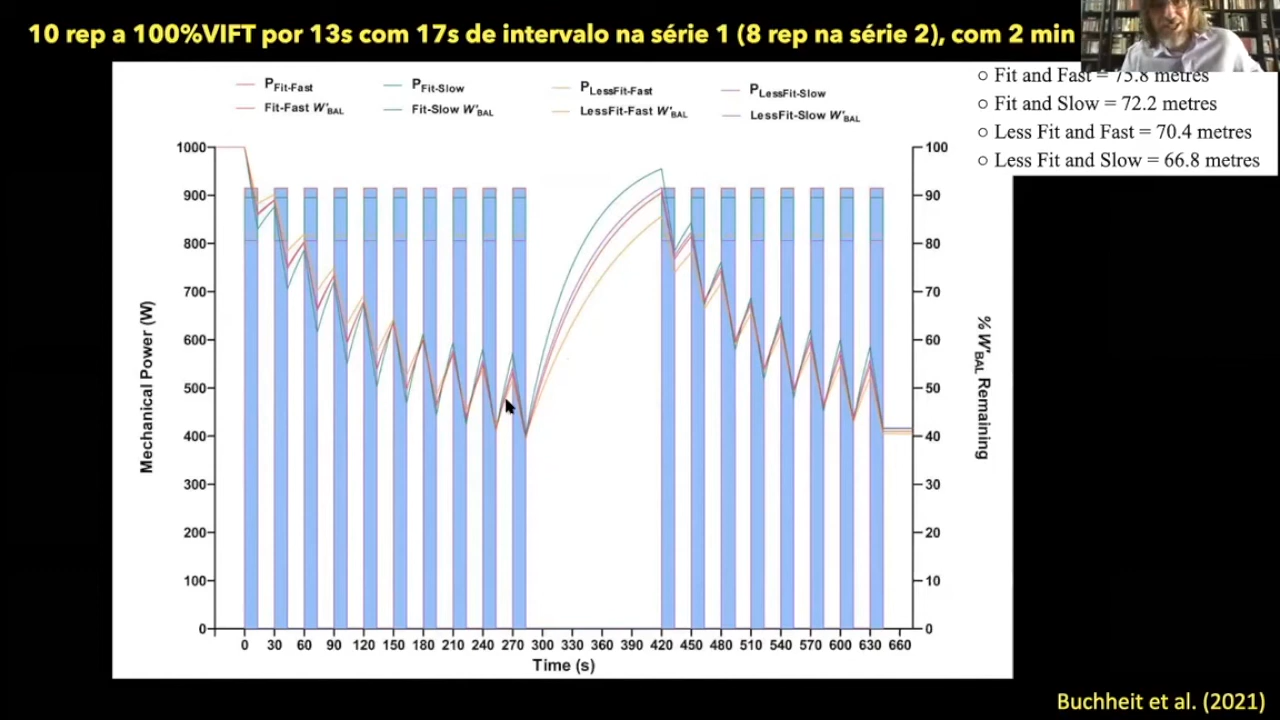 10 rep a 100%VIFT por 13s com 17s de intervalo na série 1 (8 rep na série 2), com 2 min
○ Fit and Fast = 75.8 metres
○ Fit and Slow = 72.2 metres
○ Less Fit and Fast = 70.4 metres
○ Less Fit and Slow = 66.8 metres
PFit-Fast PFit-Slow PLessFit-Fast PLessFit-Slow
Fit-Fast W'BAL Fit-Slow W'BAL LessFit-Fast W'BAL LessFit-Slow W'BAL
1000 100
900 90
800 80
700 70
600 60
500 50
400 40
300 30
200 20
100 10
0 0
Mechanical Power (W)
% W'BAL Remaining
0 30 60 90 120 150 180 210 240 270 300 330 360 390 420 450 480 510 540 570 600 630 660
Time (s)
Buchheit et al. (2021)